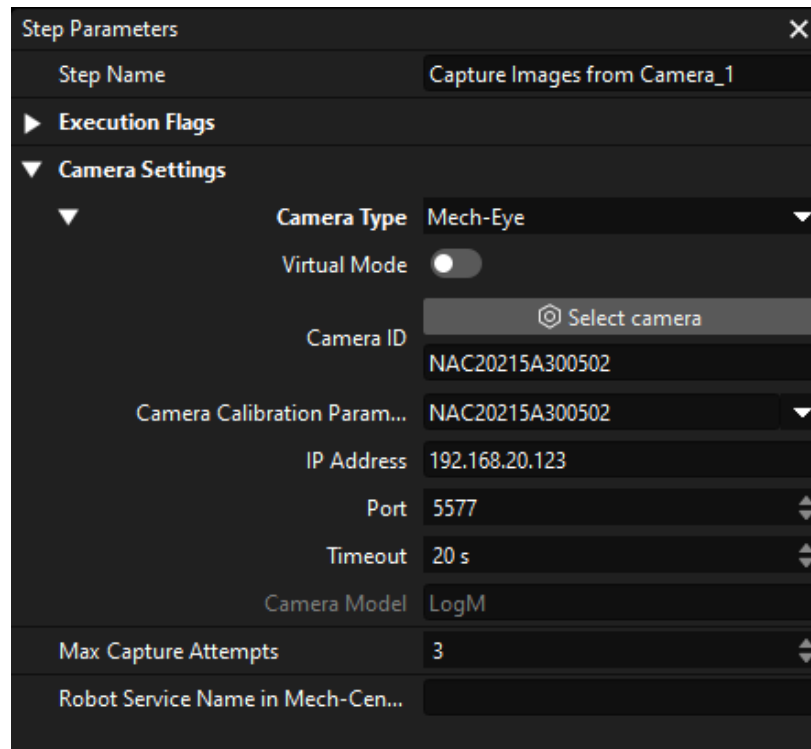 Step Parameters
Step Name Capture Images from Camera_1
Execution Flags
Camera Settings
Camera Type Mech-Eye
Virtual Mode
Select camera
Camera ID
NAC20215A300502
Camera Calibration Param... NAC20215A300502
IP Address 192.168.20.123
Port 5577
Timeout 20 s
Camera Model LogM
Max Capture Attempts 3
Robot Service Name in Mech-Cen...